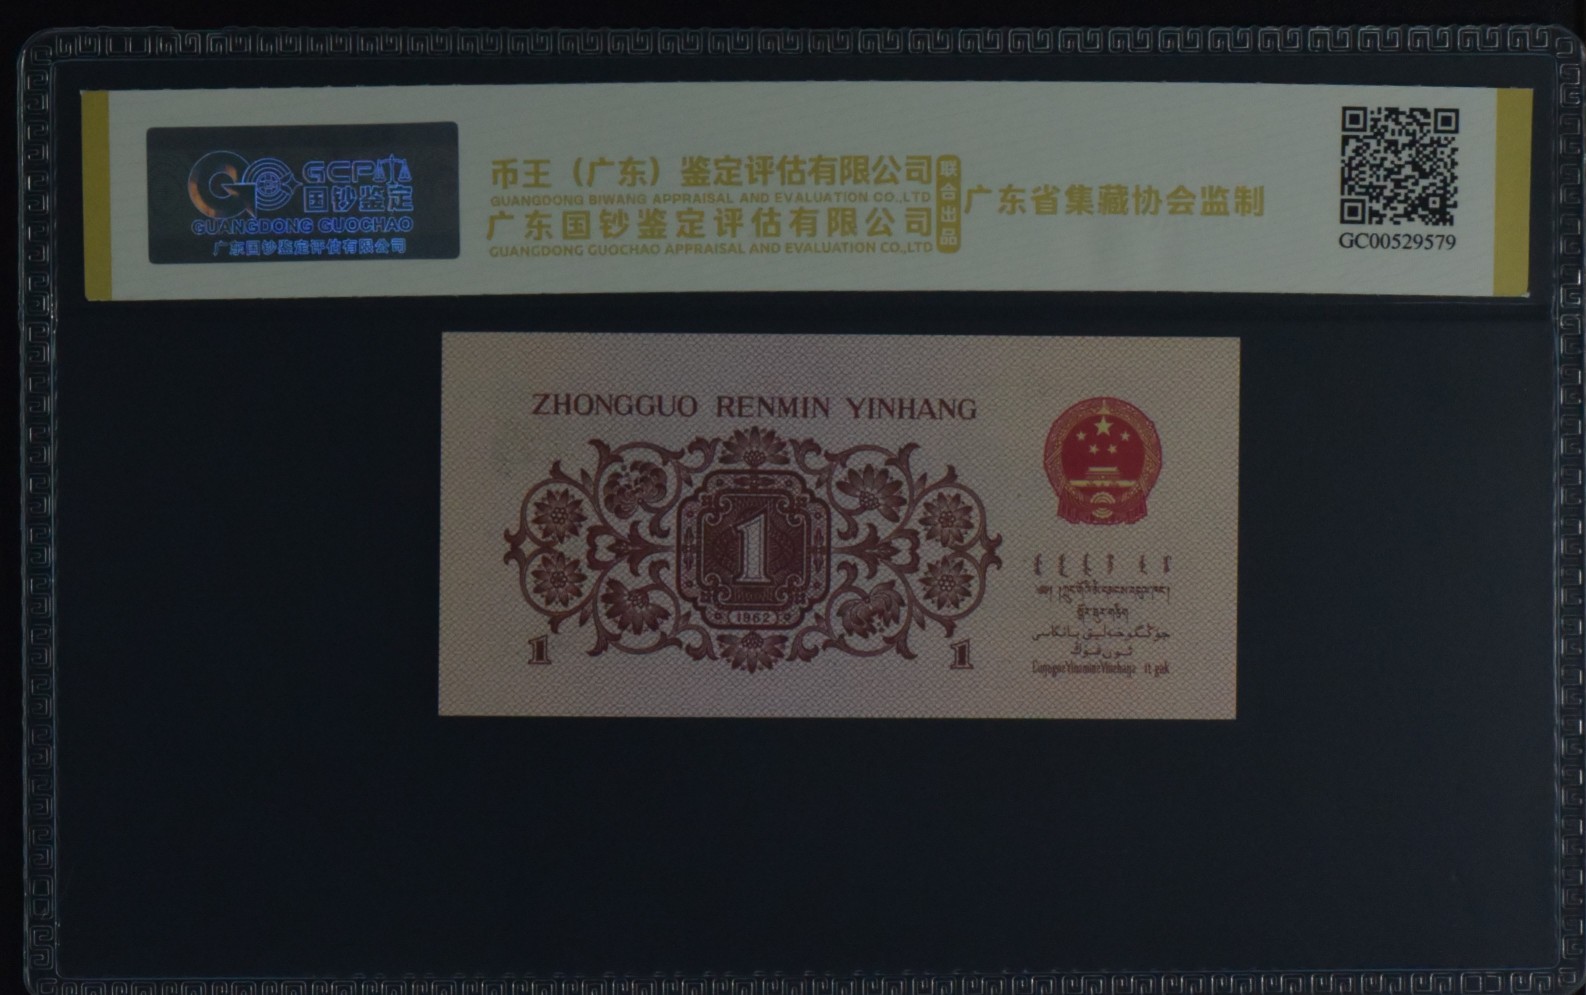 GCP
国钞鉴定
GUANGDONG GUOCHAO
广东国钞鉴定评估有限公司
币王（广东）鉴定评估有限公司
GUANGDONG BIWANG APPRAISAL AND EVALUATION CO.,LTD
广东国钞鉴定评估有限公司
GUANGDONG GUOCHAO APPRAISAL AND EVALUATION CO.,LTD
联合出品
广东省集藏协会监制
GC00529579
ZHONGGUO RENMIN YINHANG
1
1962
1
1